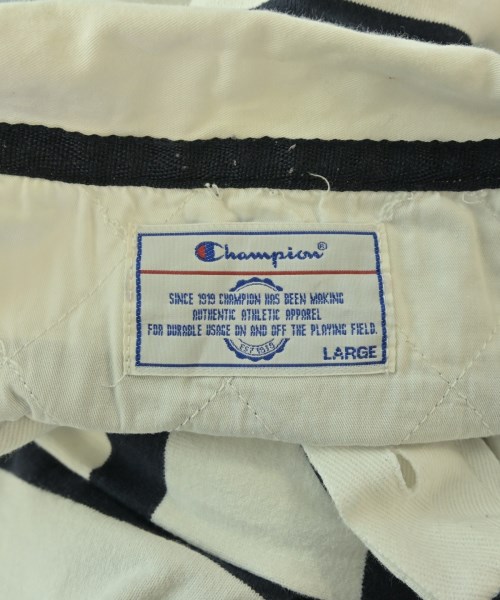 Champion®
SINCE 1919 CHAMPION HAS BEEN MAKING
AUTHENTIC ATHLETIC APPAREL
FOR DURABLE USAGE ON AND OFF THE PLAYING FIELD.
LARGE